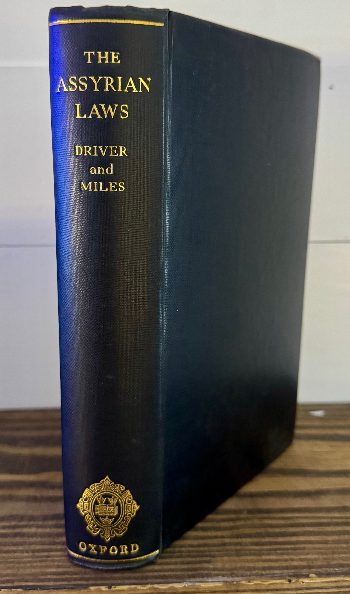 THE
ASSYRIAN
LAWS
DRIVER
and
MILES
OXFORD